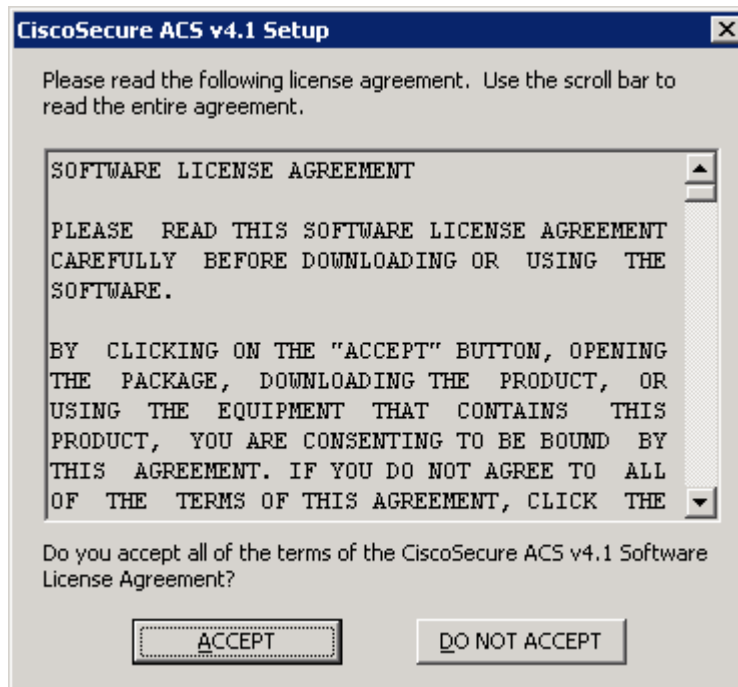 CiscoSecure ACS v4.1 Setup
Please read the following license agreement. Use the scroll bar to
read the entire agreement.
SOFTWARE LICENSE AGREEMENT
PLEASE READ THIS SOFTWARE LICENSE AGREEMENT
CAREFULLY BEFORE DOWNLOADING OR USING THE
SOFTWARE.
BY CLICKING ON THE "ACCEPT" BUTTON, OPENING
THE PACKAGE, DOWNLOADING THE PRODUCT, OR
USING THE EQUIPMENT THAT CONTAINS THIS
PRODUCT, YOU ARE CONSENTING TO BE BOUND BY
THIS AGREEMENT. IF YOU DO NOT AGREE TO ALL
OF THE TERMS OF THIS AGREEMENT, CLICK THE
Do you accept all of the terms of the CiscoSecure ACS v4.1 Software
License Agreement?
ACCEPT
DO NOT ACCEPT